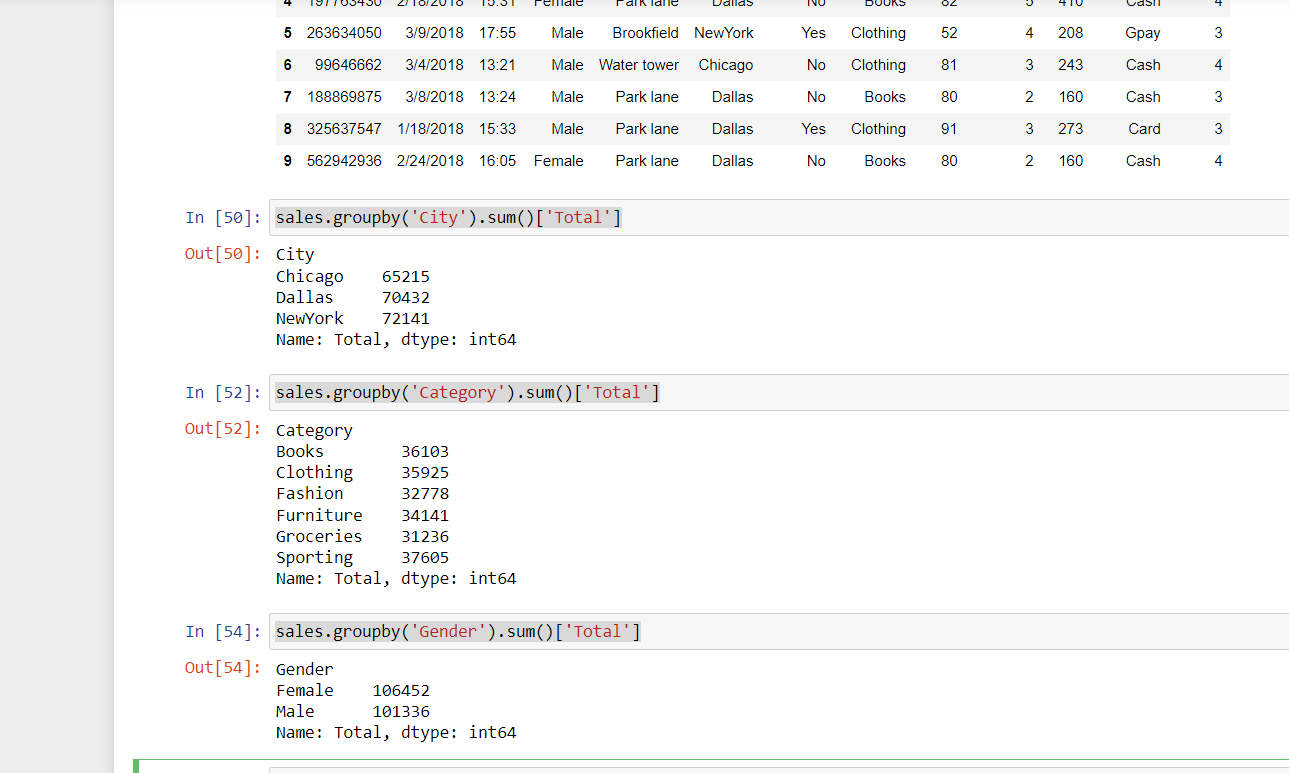 4 197763430 2/18/2018 15:31 Female Park lane Dallas No Books 82 5 410 Cash 4
5 263634050 3/9/2018 17:55 Male Brookfield NewYork Yes Clothing 52 4 208 Gpay 3
6 99646662 3/4/2018 13:21 Male Water tower Chicago No Clothing 81 3 243 Cash 4
7 188869875 3/8/2018 13:24 Male Park lane Dallas No Books 80 2 160 Cash 3
8 325637547 1/18/2018 15:33 Male Park lane Dallas Yes Clothing 91 3 273 Card 3
9 562942936 2/24/2018 16:05 Female Park lane Dallas No Books 80 2 160 Cash 4
In [50]: sales.groupby('City').sum()['Total']
Out[50]: City
Chicago 65215
Dallas 70432
NewYork 72141
Name: Total, dtype: int64
In [52]: sales.groupby('Category').sum()['Total']
Out[52]: Category
Books 36103
Clothing 35925
Fashion 32778
Furniture 34141
Groceries 31236
Sporting 37605
Name: Total, dtype: int64
In [54]: sales.groupby('Gender').sum()['Total']
Out[54]: Gender
Female 106452
Male 101336
Name: Total, dtype: int64